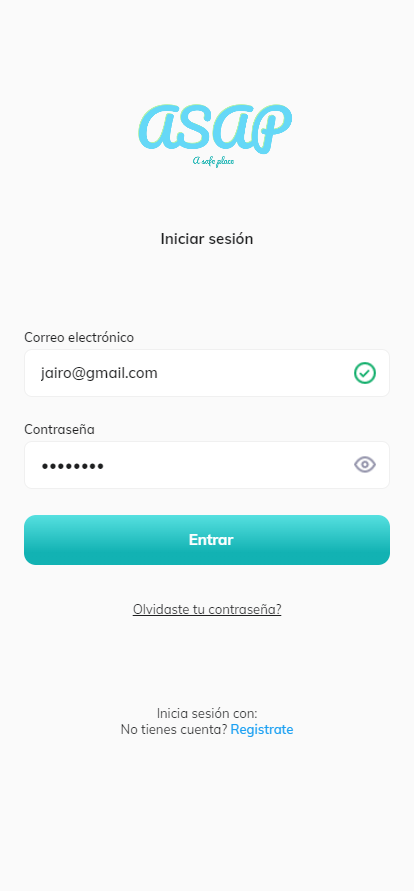 ASAP
A safe place
Iniciar sesión
Correo electrónico
jairo@gmail.com
Contraseña
••••••••
Entrar
Olvidaste tu contraseña?
Inicia sesión con:
No tienes cuenta? Registrate